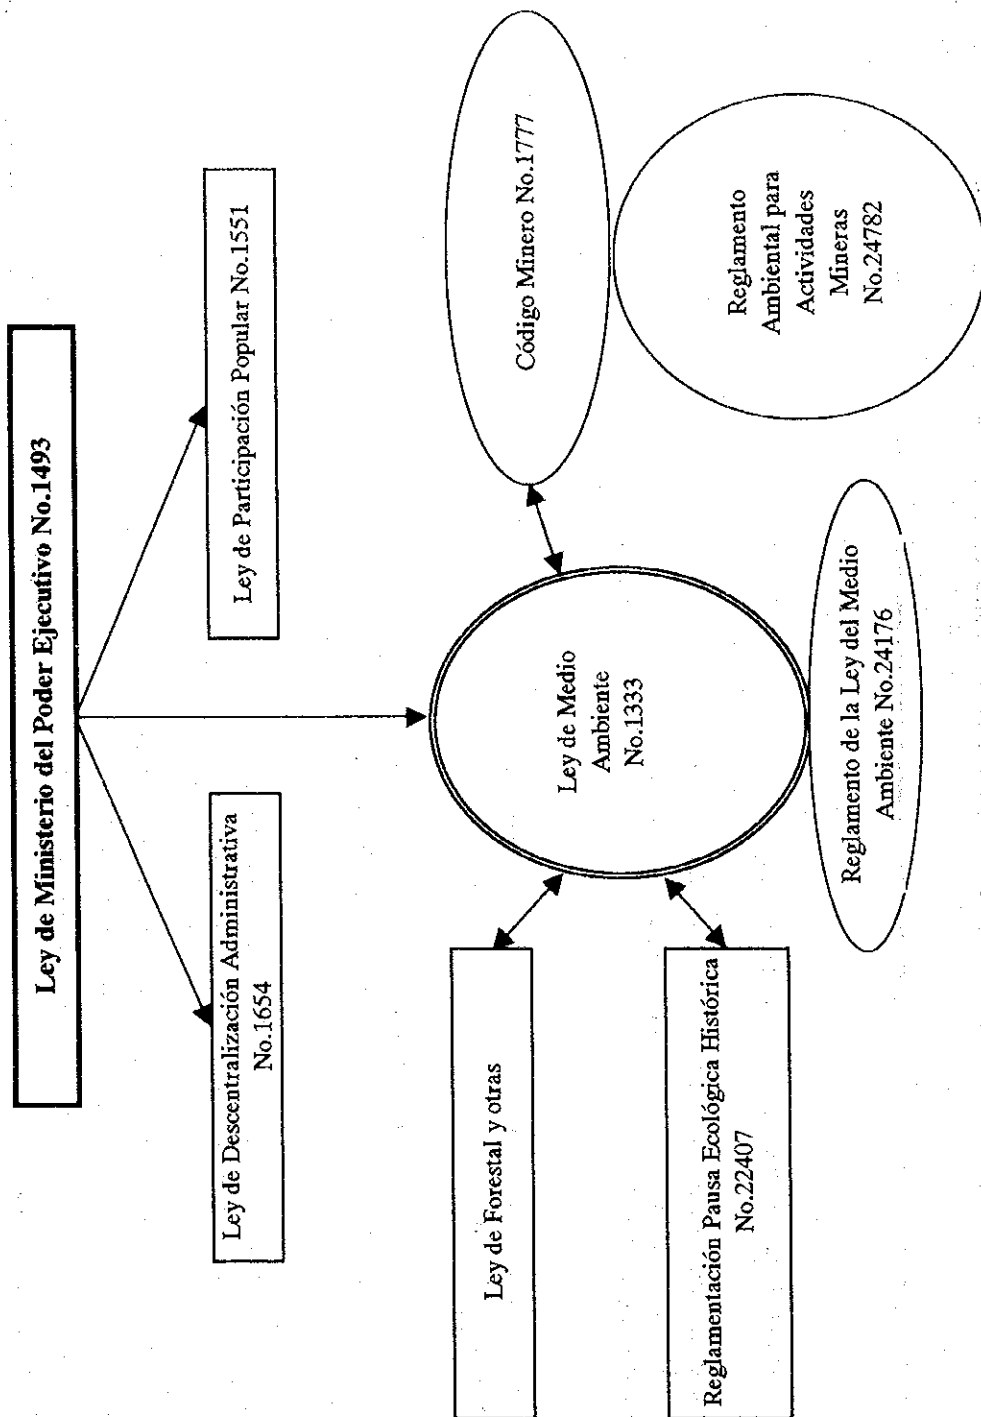 Ley de Ministerio del Poder Ejecutivo No.1493
Ley de Descentralización Administrativa
No.1654
Ley de Participación Popular No.1551
Ley de Forestal y otras
Ley de Medio
Ambiente
No.1333
Código Minero No.1777
Reglamentación Pausa Ecológica Histórica
No.22407
Reglamento de la Ley del Medio
Ambiente No.24176
Reglamento
Ambiental para
Actividades
Mineras
No.24782